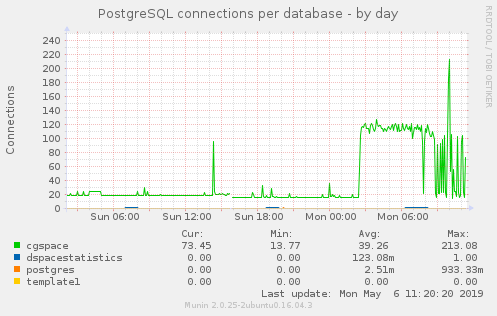 PostgreSQL connections per database - by day
RRDTOOL / TOBI OETIKER
Connections
240
220
200
180
160
140
120
100
80
60
40
20
0
Sun 06:00 Sun 12:00 Sun 18:00 Mon 00:00 Mon 06:00
Cur: Min: Avg: Max:
cgspace 73.45 13.77 39.26 213.08
dspacestatistics 0.00 0.00 123.08m 1.00
postgres 0.00 0.00 2.51m 933.33m
template1 0.00 0.00 0.00 0.00
Last update: Mon May 6 11:20:20 2019
Munin 2.0.25-2ubuntu0.16.04.3